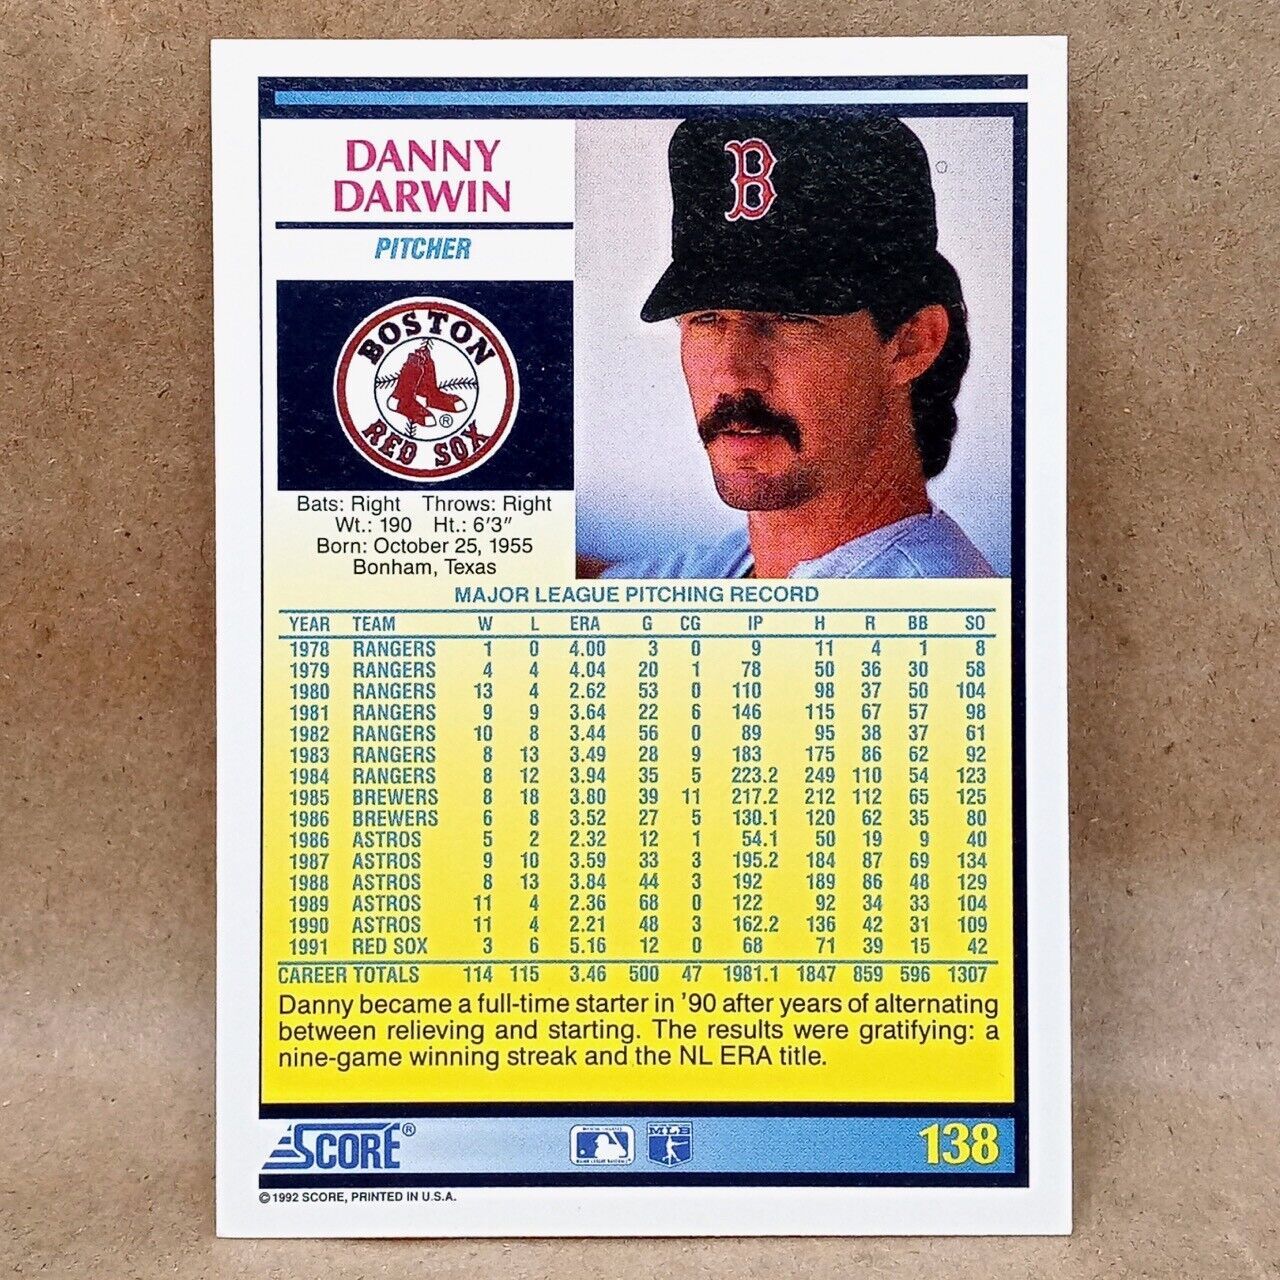 DANNY
DARWIN
PITCHER
B
BOSTON
RED SOX
®
Bats: Right Throws: Right
Wt.: 190 Ht.: 6'3"
Born: October 25, 1955
Bonham, Texas
MAJOR LEAGUE PITCHING RECORD
YEAR TEAM W L ERA G CG IP H R BB SO
1978 RANGERS 1 0 4.00 3 0 9 11 4 1 8
1979 RANGERS 4 4 4.04 20 1 78 50 36 30 58
1980 RANGERS 13 4 2.62 53 0 110 98 37 50 104
1981 RANGERS 9 9 3.64 22 6 146 115 67 57 98
1982 RANGERS 10 8 3.44 56 0 89 95 38 37 61
1983 RANGERS 8 13 3.49 28 9 183 175 86 62 92
1984 RANGERS 8 12 3.94 35 5 223.2 249 110 54 123
1985 BREWERS 8 18 3.80 39 11 217.2 212 112 65 125
1986 BREWERS 6 8 3.52 27 5 130.1 120 62 35 80
1986 ASTROS 5 2 2.32 12 1 54.1 50 19 9 40
1987 ASTROS 9 10 3.59 33 3 195.2 184 87 69 134
1988 ASTROS 8 13 3.84 44 3 192 189 86 48 129
1989 ASTROS 11 4 2.36 68 0 122 92 34 33 104
1990 ASTROS 11 4 2.21 48 3 162.2 136 42 31 109
1991 RED SOX 3 6 5.16 12 0 68 71 39 15 42
CAREER TOTALS 114 115 3.46 500 47 1981.1 1847 859 596 1307
Danny became a full-time starter in '90 after years of alternating
between relieving and starting. The results were gratifying: a
nine-game winning streak and the NL ERA title.
SCORE® MLB 138
©1992 SCORE, PRINTED IN U.S.A.